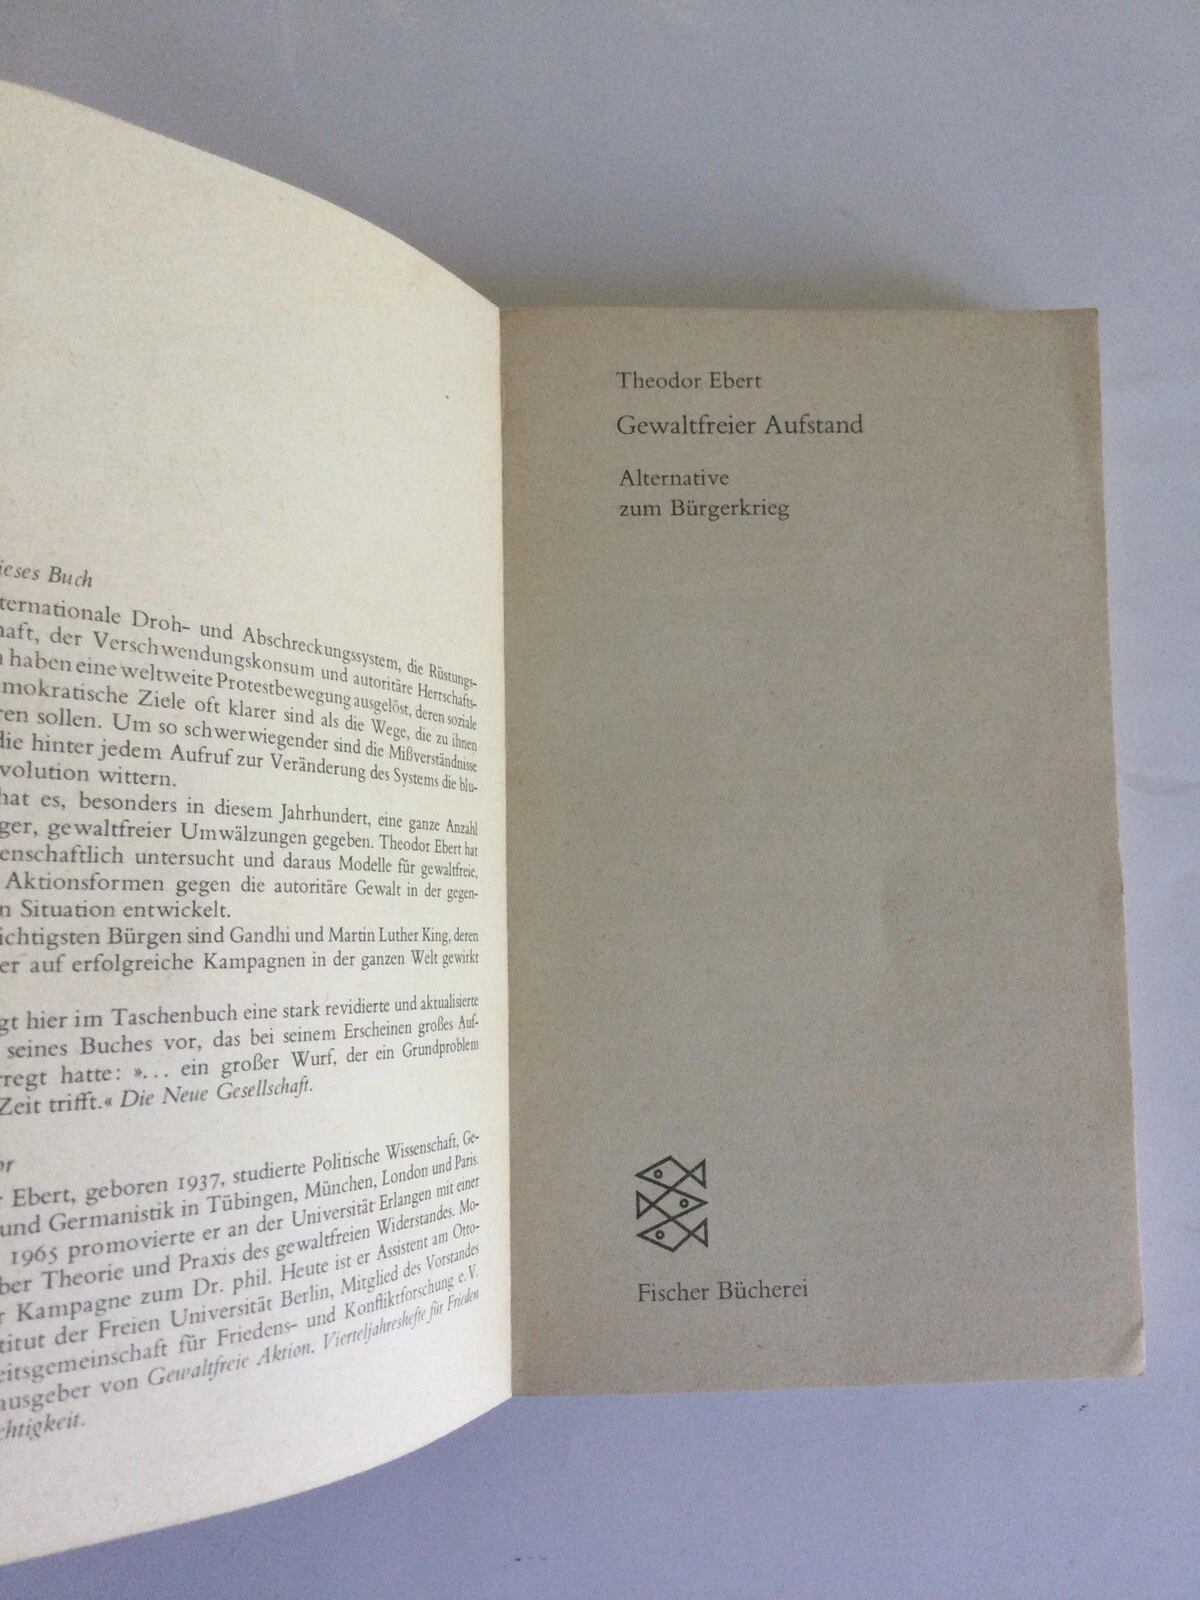 ieses Buch
ternationale Droh- und Abschreckungssystem, die Rüstungs-
haft, der Verschwendungskonsum und autoritäre Herrschafts-
haben eine weltweite Protestbewegung ausgelöst, deren soziale
mokratische Ziele oft klarer sind als die Wege, die zu ihnen
ren sollen. Um so schwerwiegender sind die Mißverständnisse
die hinter jedem Aufruf zur Veränderung des Systems die blu-
volution wittern.
hat es, besonders in diesem Jahrhundert, eine ganze Anzahl
ger, gewaltfreier Umwälzungen gegeben. Theodor Ebert hat
enschaftlich untersucht und daraus Modelle für gewaltfreie,
Aktionsformen gegen die autoritäre Gewalt in der gegen-
n Situation entwickelt.
ichtigsten Bürgen sind Gandhi und Martin Luther King, deren
er auf erfolgreiche Kampagnen in der ganzen Welt gewirkt
gt hier im Taschenbuch eine stark revidierte und aktualisierte
seines Buches vor, das bei seinem Erscheinen großes Auf-
rregt hatte: »... ein großer Wurf, der ein Grundproblem
Zeit trifft.« Die Neue Gesellschaft.
or
r Ebert, geboren 1937, studierte Politische Wissenschaft, Ge-
und Germanistik in Tübingen, München, London und Paris.
1965 promovierte er an der Universität Erlangen mit einer
ber Theorie und Praxis des gewaltfreien Widerstandes. Mo-
r Kampagne zum Dr. phil. Heute ist er Assistent am Otto-
titut der Freien Universität Berlin, Mitglied des Vorstandes
eitsgemeinschaft für Friedens- und Konfliktforschung e. V.
ausgeber von Gewaltfreie Aktion. Vierteljahreshefte für Frieden
chtigkeit.
Theodor Ebert
Gewaltfreier Aufstand
Alternative
zum Bürgerkrieg
Fischer Bücherei